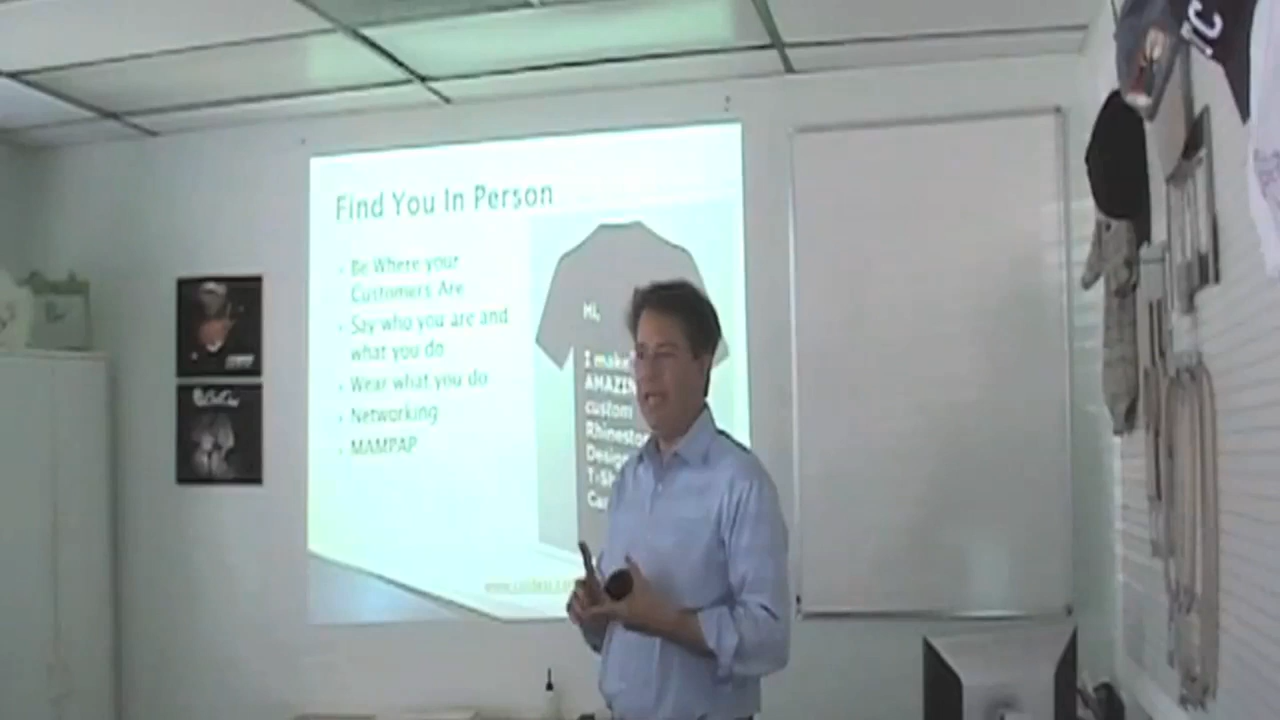 Find You In Person
Be Where your
Customers Are
Say who you are and
what you do
Wear what you do
Networking
MAMPAP
Hi,
I make
AMAZIN
custom
Rhinesto
Desig
T-Sh
Ca